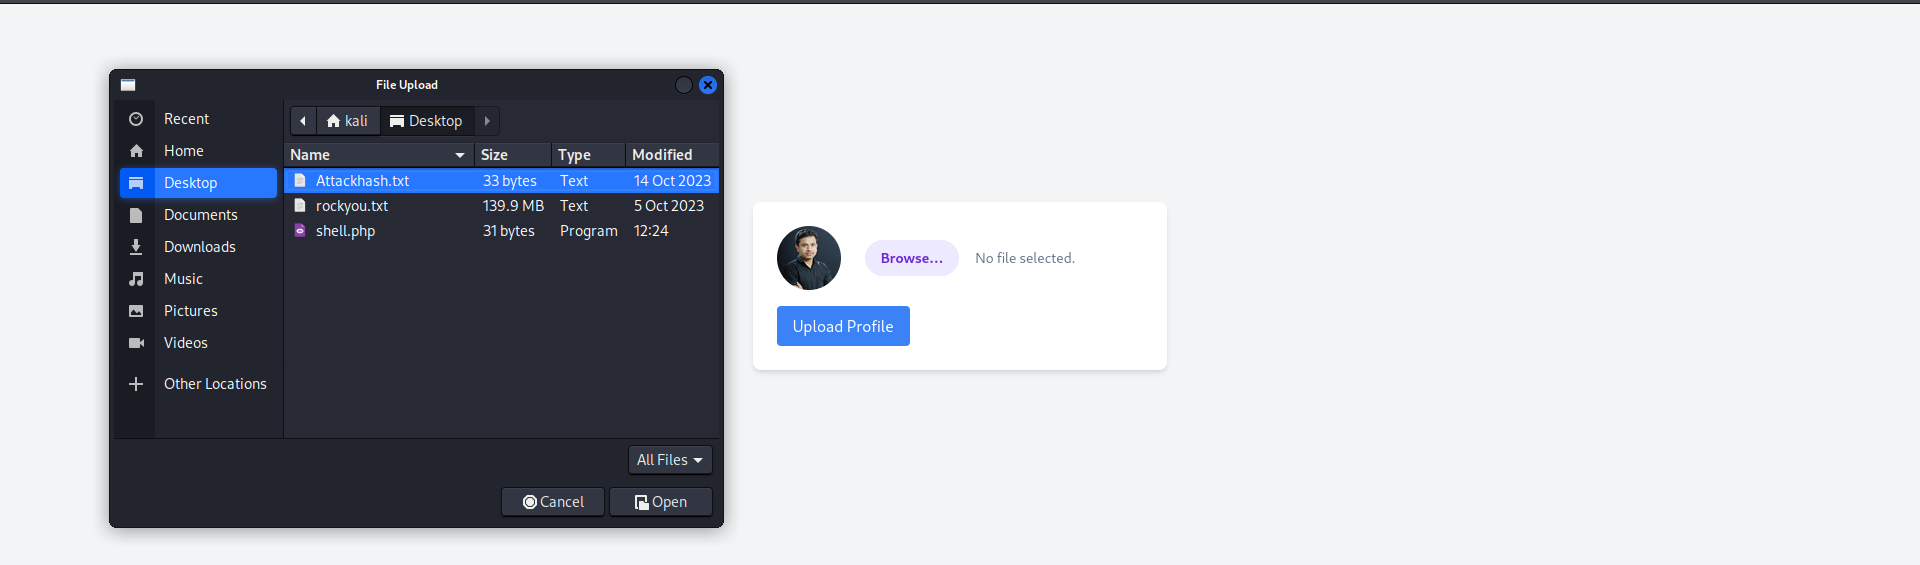 File Upload
Recent
Home
Desktop
Documents
Downloads
Music
Pictures
Videos
Other Locations
kali Desktop
Name Size Type Modified
Attackhash.txt 33 bytes Text 14 Oct 2023
rockyou.txt 139.9 MB Text 5 Oct 2023
shell.php 31 bytes Program 12:24
All Files
Cancel Open
Browse... No file selected.
Upload Profile